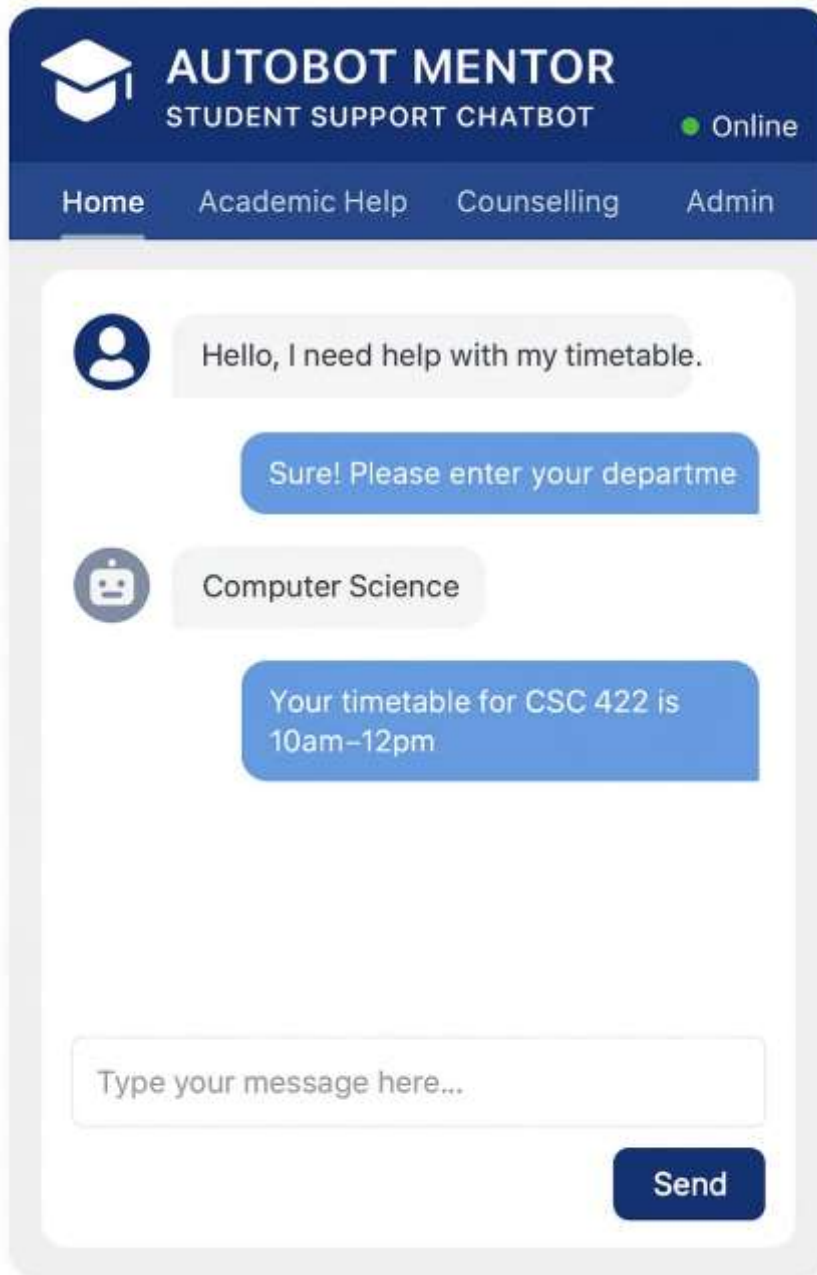 AUTOBOT MENTOR
STUDENT SUPPORT CHATBOT
Online
Home Academic Help Counselling Admin
Hello, I need help with my timetable.
Sure! Please enter your departme
Computer Science
Your timetable for CSC 422 is
10am–12pm
Type your message here...
Send